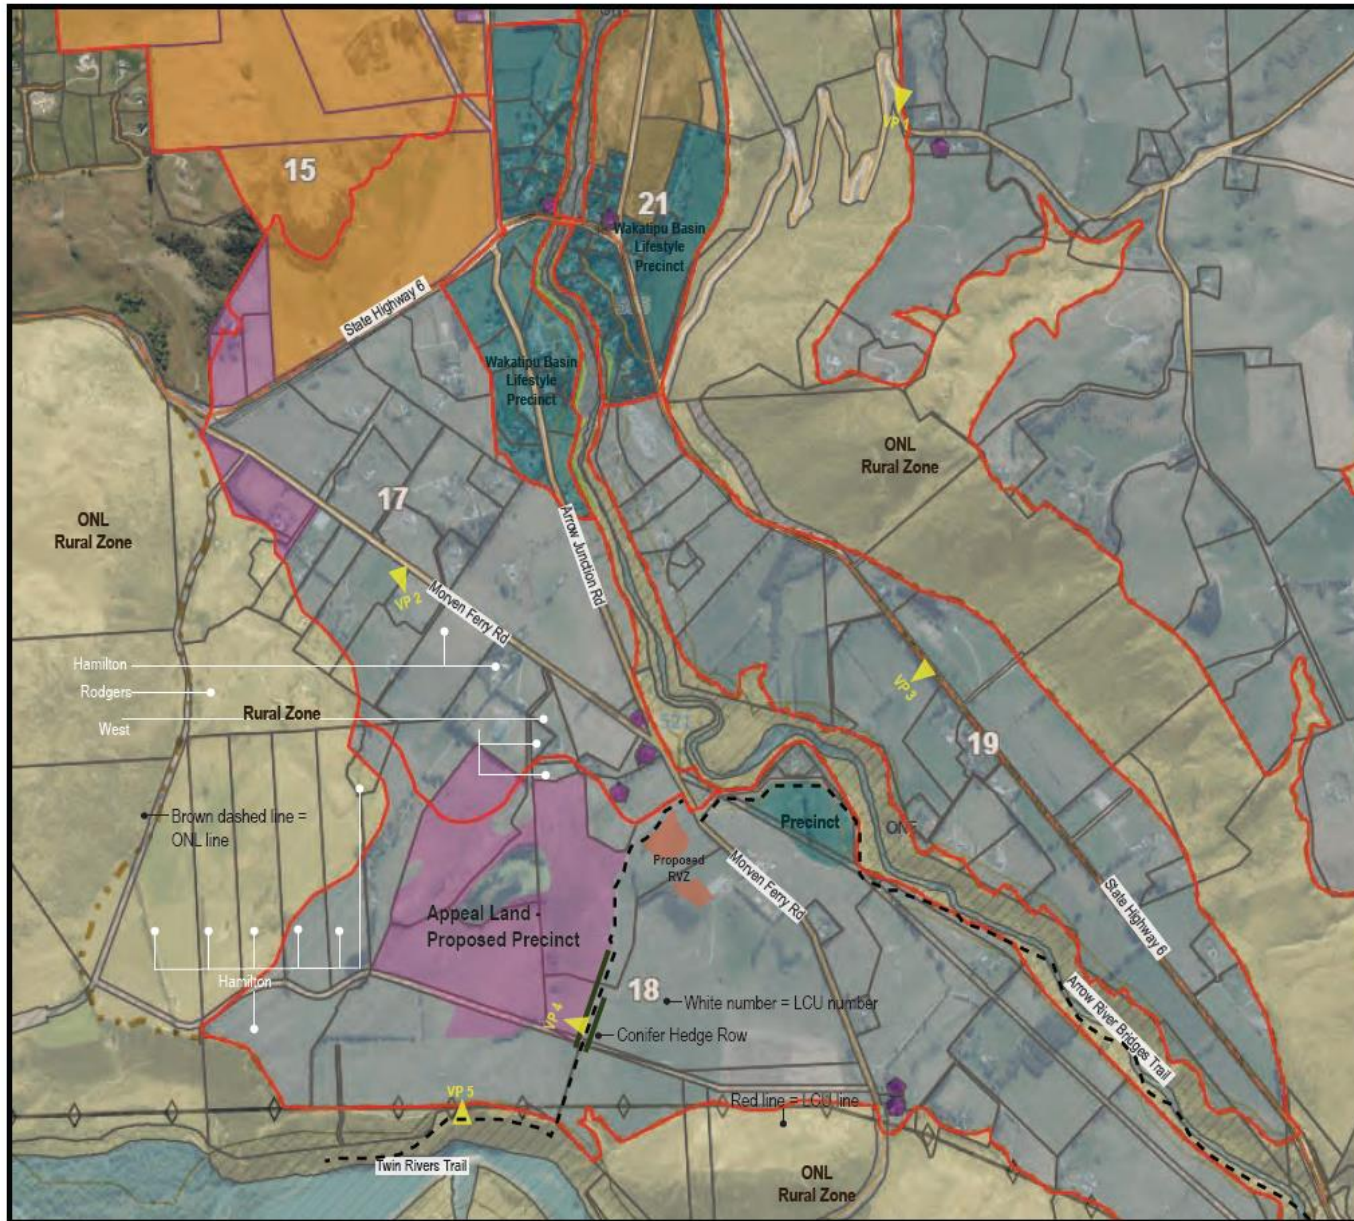 VP 1
15
21
Wakatipu Basin
Lifestyle
Precinct
State Highway 6
Wakatipu Basin
Lifestyle
Precinct
ONL
Rural Zone
17
ONL
Rural Zone
Arrow Junction Rd
VP 2
Morven Ferry Rd
Hamilton
Rodgers
West
Rural Zone
VP 3
19
Brown dashed line =
ONL line
Precinct
ONF
Proposed
RVZ
Morven Ferry Rd
State Highway 6
Appeal Land -
Proposed Precinct
Hamilton
18
White number = LCU number
VP 4
Conifer Hedge Row
Arrow River Bridges Trail
VP 5
Red line = LCU line
Twin Rivers Trail
ONL
Rural Zone